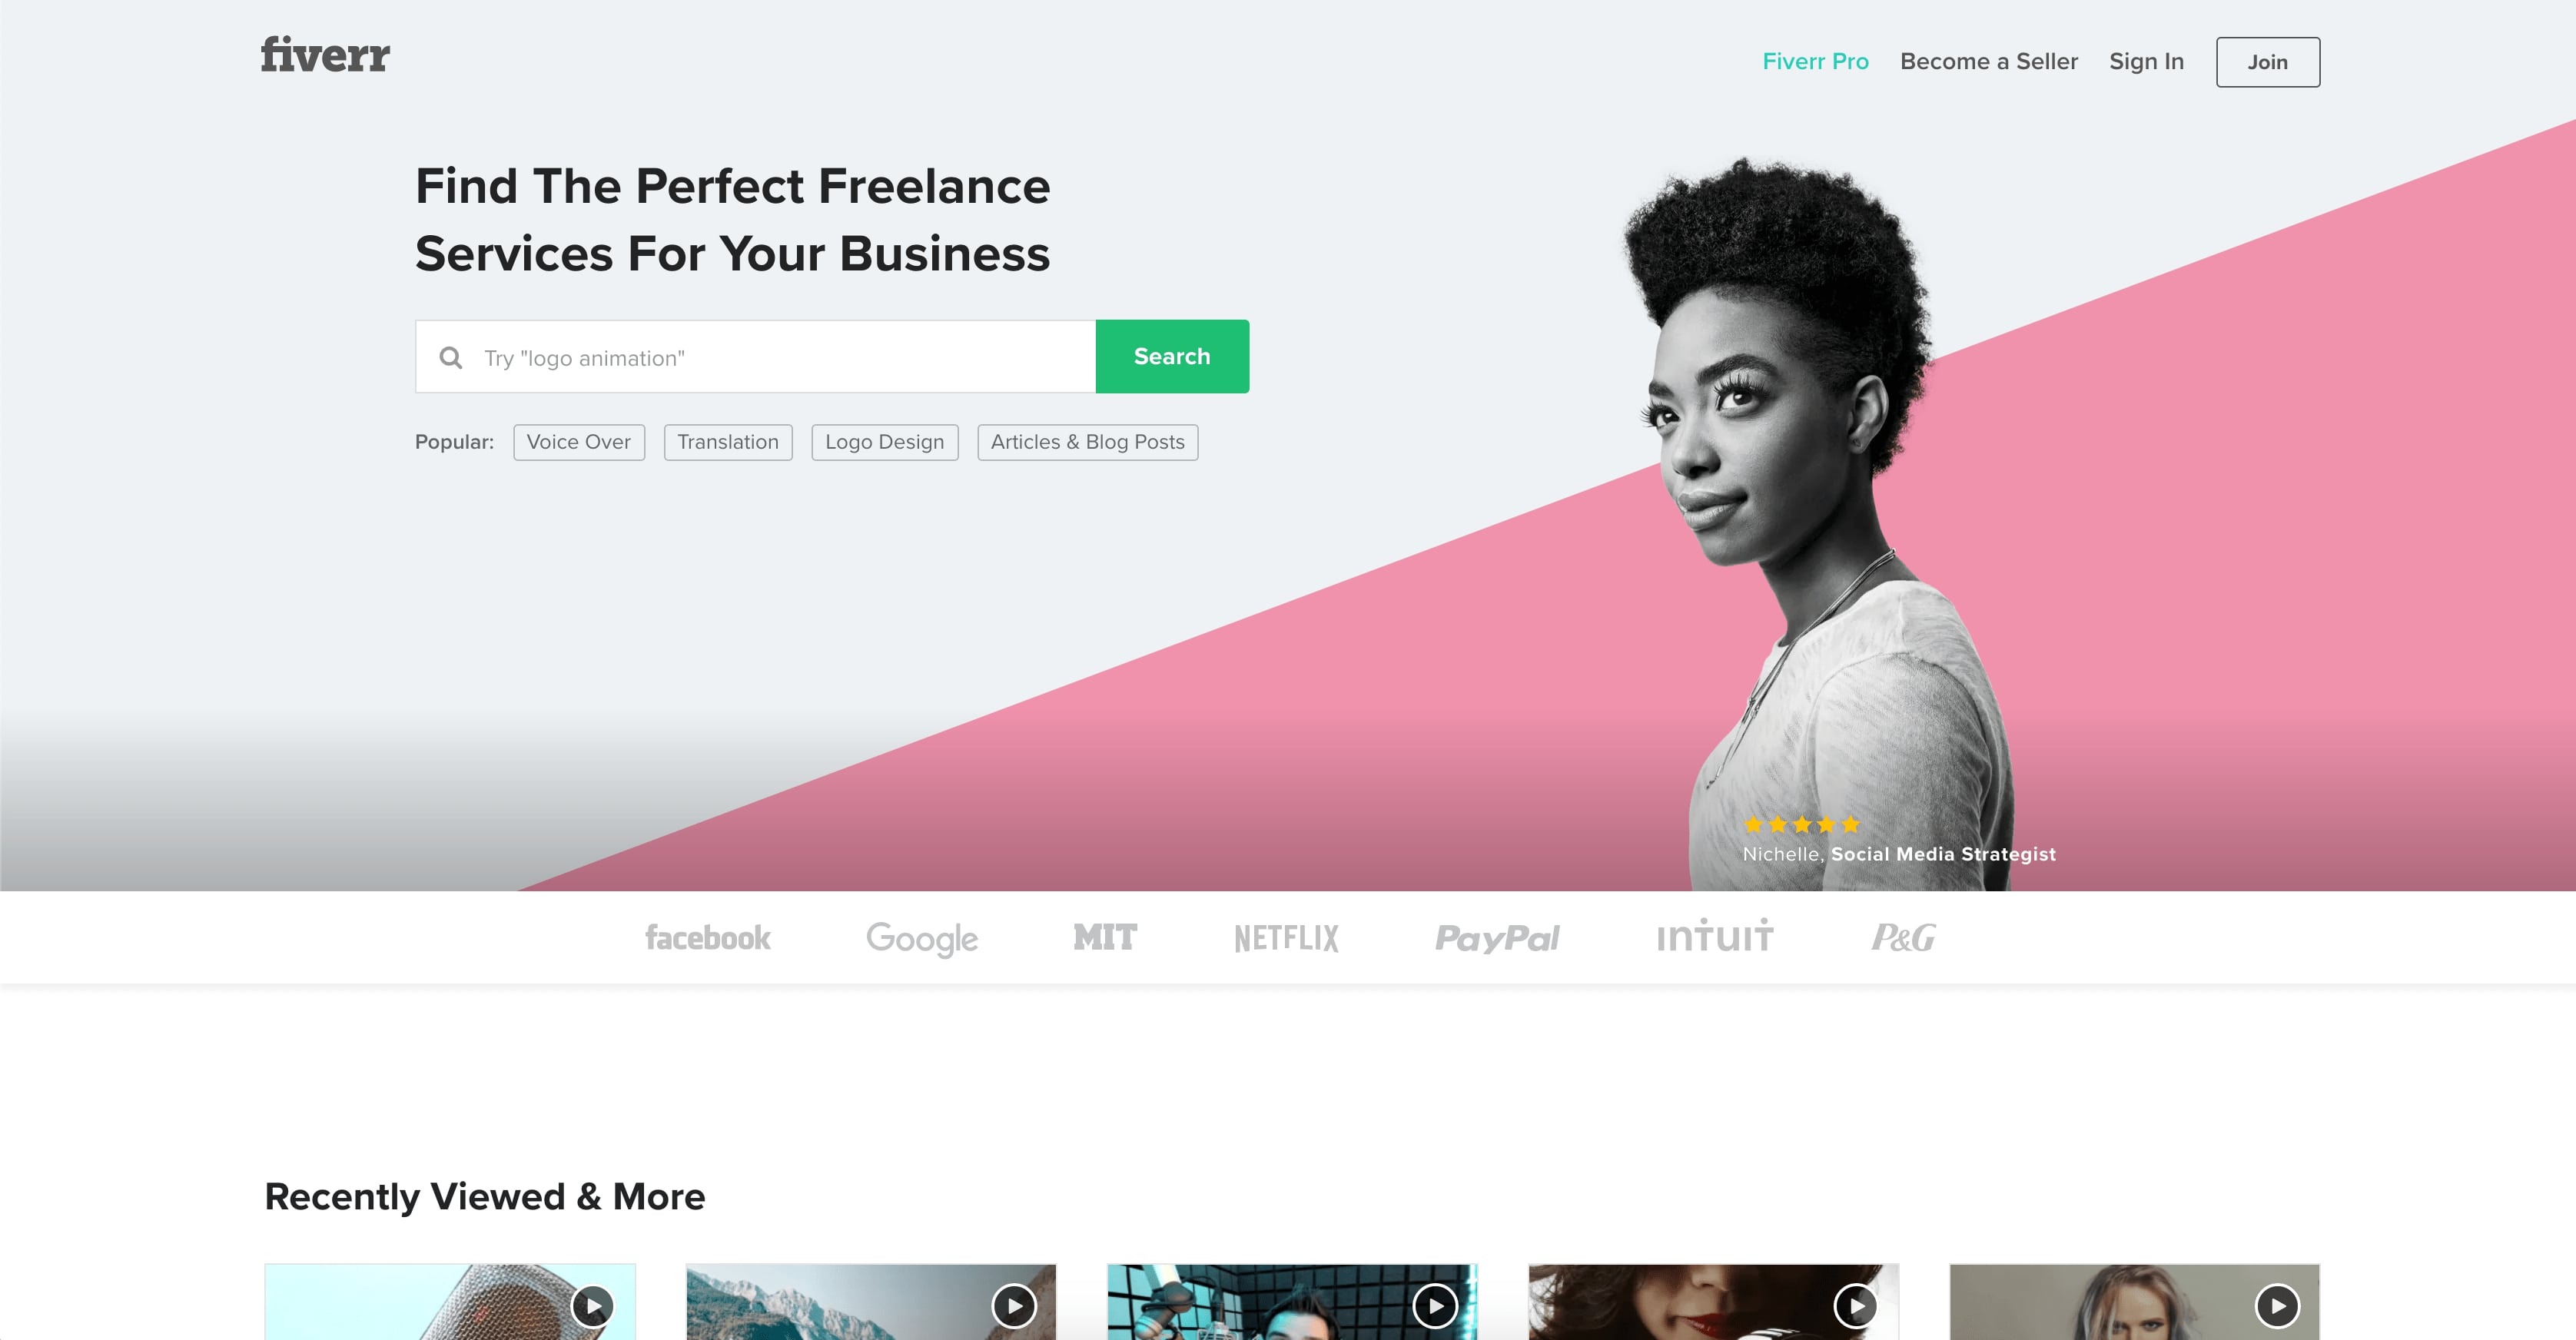 fiverr
Fiverr Pro
Become a Seller
Sign In
Join
Find The Perfect Freelance
Services For Your Business
Try "logo animation"
Search
Popular:
Voice Over
Translation
Logo Design
Articles & Blog Posts
Nichelle, Social Media Strategist
facebook
Google
MIT
NETFLIX
PayPal
intuit
P&G
Recently Viewed & More